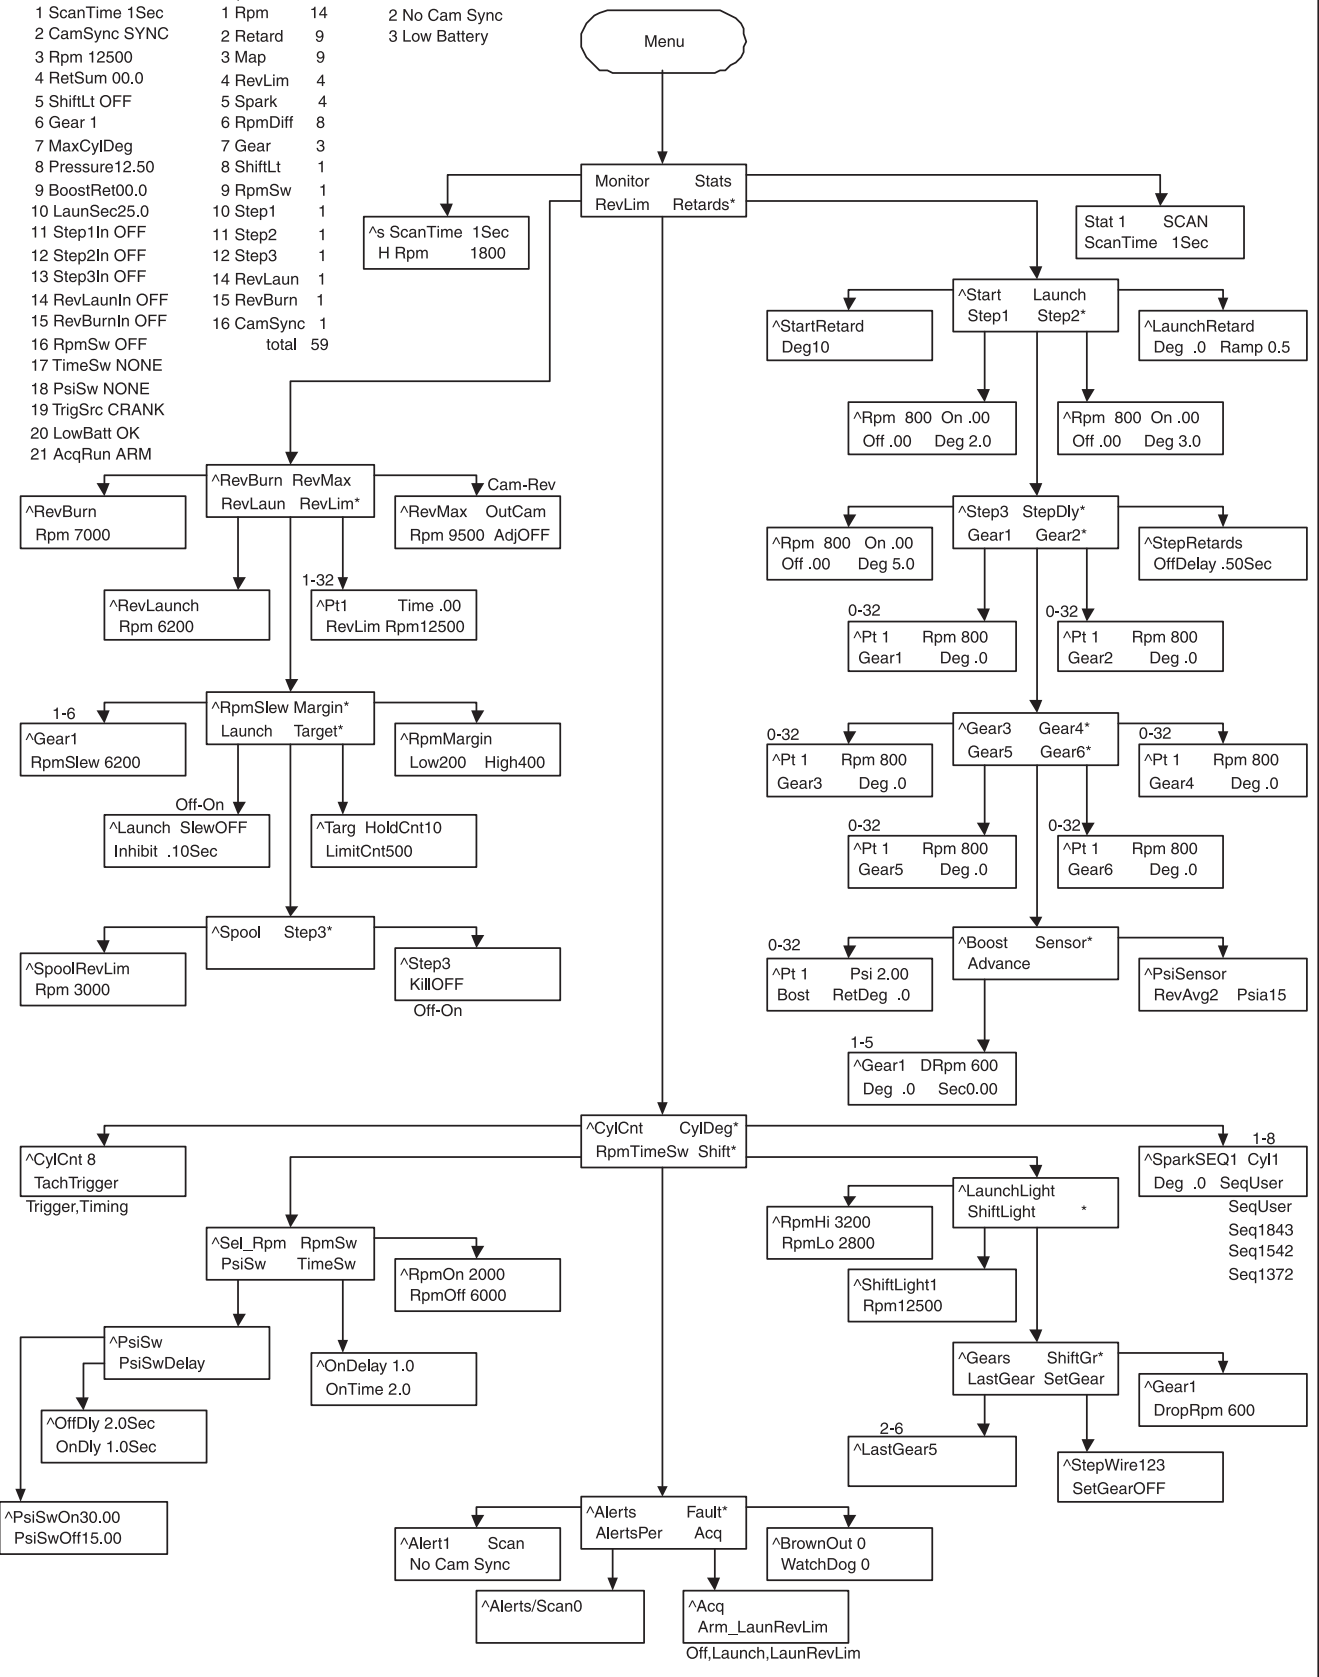 1 ScanTime 1Sec
2 CamSync SYNC
3 Rpm 12500
4 RetSum 00.0
5 ShiftLt OFF
6 Gear 1
7 MaxCylDeg
8 Pressure12.50
9 BoostRet00.0
10 LaunSec25.0
11 Step1In OFF
12 Step2In OFF
13 Step3In OFF
14 RevLaunIn OFF
15 RevBurnIn OFF
16 RpmSw OFF
17 TimeSw NONE
18 PsiSw NONE
19 TrigSrc CRANK
20 LowBatt OK
21 AcqRun ARM
1 Rpm 14
2 Retard 9
3 Map 9
4 RevLim 4
5 Spark 4
6 RpmDiff 8
7 Gear 3
8 ShiftLt 1
9 RpmSw 1
10 Step1 1
11 Step2 1
12 Step3 1
14 RevLaun 1
15 RevBurn 1
16 CamSync 1
total 59
2 No Cam Sync
3 Low Battery
Menu
Monitor Stats
RevLim Retards*
^s ScanTime 1Sec
H Rpm 1800
Stat 1 SCAN
ScanTime 1Sec
^Start Launch
Step1 Step2*
^StartRetard
Deg10
^LaunchRetard
Deg .0 Ramp 0.5
^Rpm 800 On .00
Off .00 Deg 2.0
^Rpm 800 On .00
Off .00 Deg 3.0
^RevBurn RevMax
RevLaun RevLim*
^RevBurn
Rpm 7000
Cam-Rev
^RevMax OutCam
Rpm 9500 AdjOFF
^RevLaunch
Rpm 6200
1-32
^Pt1 Time .00
RevLim Rpm12500
^Step3 StepDly*
Gear1 Gear2*
^Rpm 800 On .00
Off .00 Deg 5.0
^StepRetards
OffDelay .50Sec
0-32
^Pt 1 Rpm 800
Gear1 Deg .0
0-32
^Pt 1 Rpm 800
Gear2 Deg .0
^RpmSlew Margin*
Launch Target*
1-6
^Gear1
RpmSlew 6200
^RpmMargin
Low200 High400
Off-On
^Launch SlewOFF
Inhibit .10Sec
^Targ HoldCnt10
LimitCnt500
^Gear3 Gear4*
Gear5 Gear6*
0-32
^Pt 1 Rpm 800
Gear3 Deg .0
0-32
^Pt 1 Rpm 800
Gear4 Deg .0
0-32
^Pt 1 Rpm 800
Gear5 Deg .0
0-32
^Pt 1 Rpm 800
Gear6 Deg .0
^Spool Step3*
^SpoolRevLim
Rpm 3000
^Step3
KillOFF
Off-On
^Boost Sensor*
Advance
0-32
^Pt 1 Psi 2.00
Bost RetDeg .0
^PsiSensor
RevAvg2 Psia15
1-5
^Gear1 DRpm 600
Deg .0 Sec0.00
^CylCnt CylDeg*
RpmTimeSw Shift*
^CylCnt 8
TachTrigger
Trigger,Timing
1-8
^SparkSEQ1 Cyl1
Deg .0 SeqUser
SeqUser
Seq1843
Seq1542
Seq1372
^Sel_Rpm RpmSw
PsiSw TimeSw
^RpmOn 2000
RpmOff 6000
^PsiSw
PsiSwDelay
^OnDelay 1.0
OnTime 2.0
^OffDly 2.0Sec
OnDly 1.0Sec
^PsiSwOn30.00
PsiSwOff15.00
^LaunchLight
ShiftLight *
^RpmHi 3200
RpmLo 2800
^ShiftLight1
Rpm12500
^Gears ShiftGr*
LastGear SetGear
^Gear1
DropRpm 600
2-6
^LastGear5
^StepWire123
SetGearOFF
^Alerts Fault*
AlertsPer Acq
^Alert1 Scan
No Cam Sync
^BrownOut 0
WatchDog 0
^Alerts/Scan0
^Acq
Arm_LaunRevLim
Off,Launch,LaunRevLim